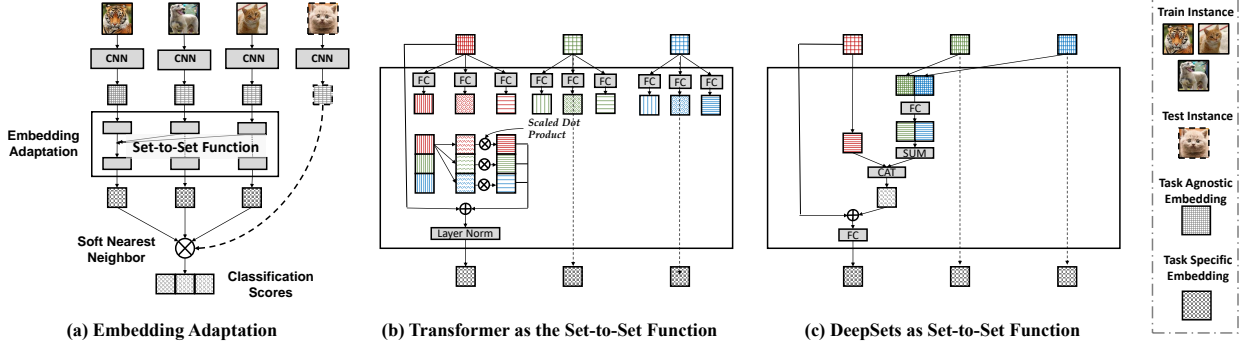 CNN CNN CNN CNN
Embedding
Adaptation
Set-to-Set Function
Soft Nearest
Neighbor
Classification
Scores
(a) Embedding Adaptation
FC FC FC FC FC FC FC FC FC
Scaled Dot
Product
Layer Norm
(b) Transformer as the Set-to-Set Function
FC
SUM
CAT
FC
(c) DeepSets as Set-to-Set Function
Train Instance
Test Instance
Task Agnostic
Embedding
Task Specific
Embedding